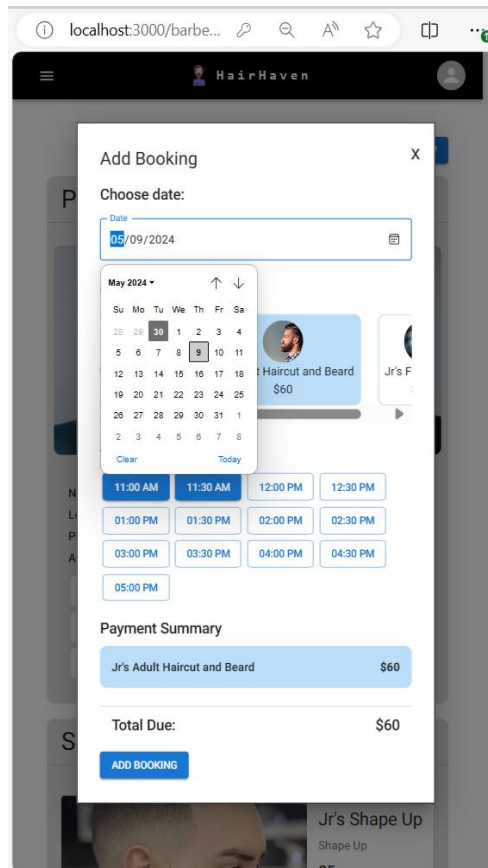 localhost:3000/barbe...
HairHaven
Add Booking
X
Choose date:
Date
05/09/2024
May 2024
Su Mo Tu We Th Fr Sa
28 29 30 1 2 3 4
5 6 7 8 9 10 11
12 13 14 15 16 17 18
19 20 21 22 23 24 25
26 27 28 29 30 31 1
2 3 4 5 6 7 8
Clear Today
Haircut and Beard
$60
Jr's F
11:00 AM 11:30 AM 12:00 PM 12:30 PM
01:00 PM 01:30 PM 02:00 PM 02:30 PM
03:00 PM 03:30 PM 04:00 PM 04:30 PM
05:00 PM
Payment Summary
Jr's Adult Haircut and Beard $60
Total Due: $60
ADD BOOKING
Jr's Shape Up
Shape Up